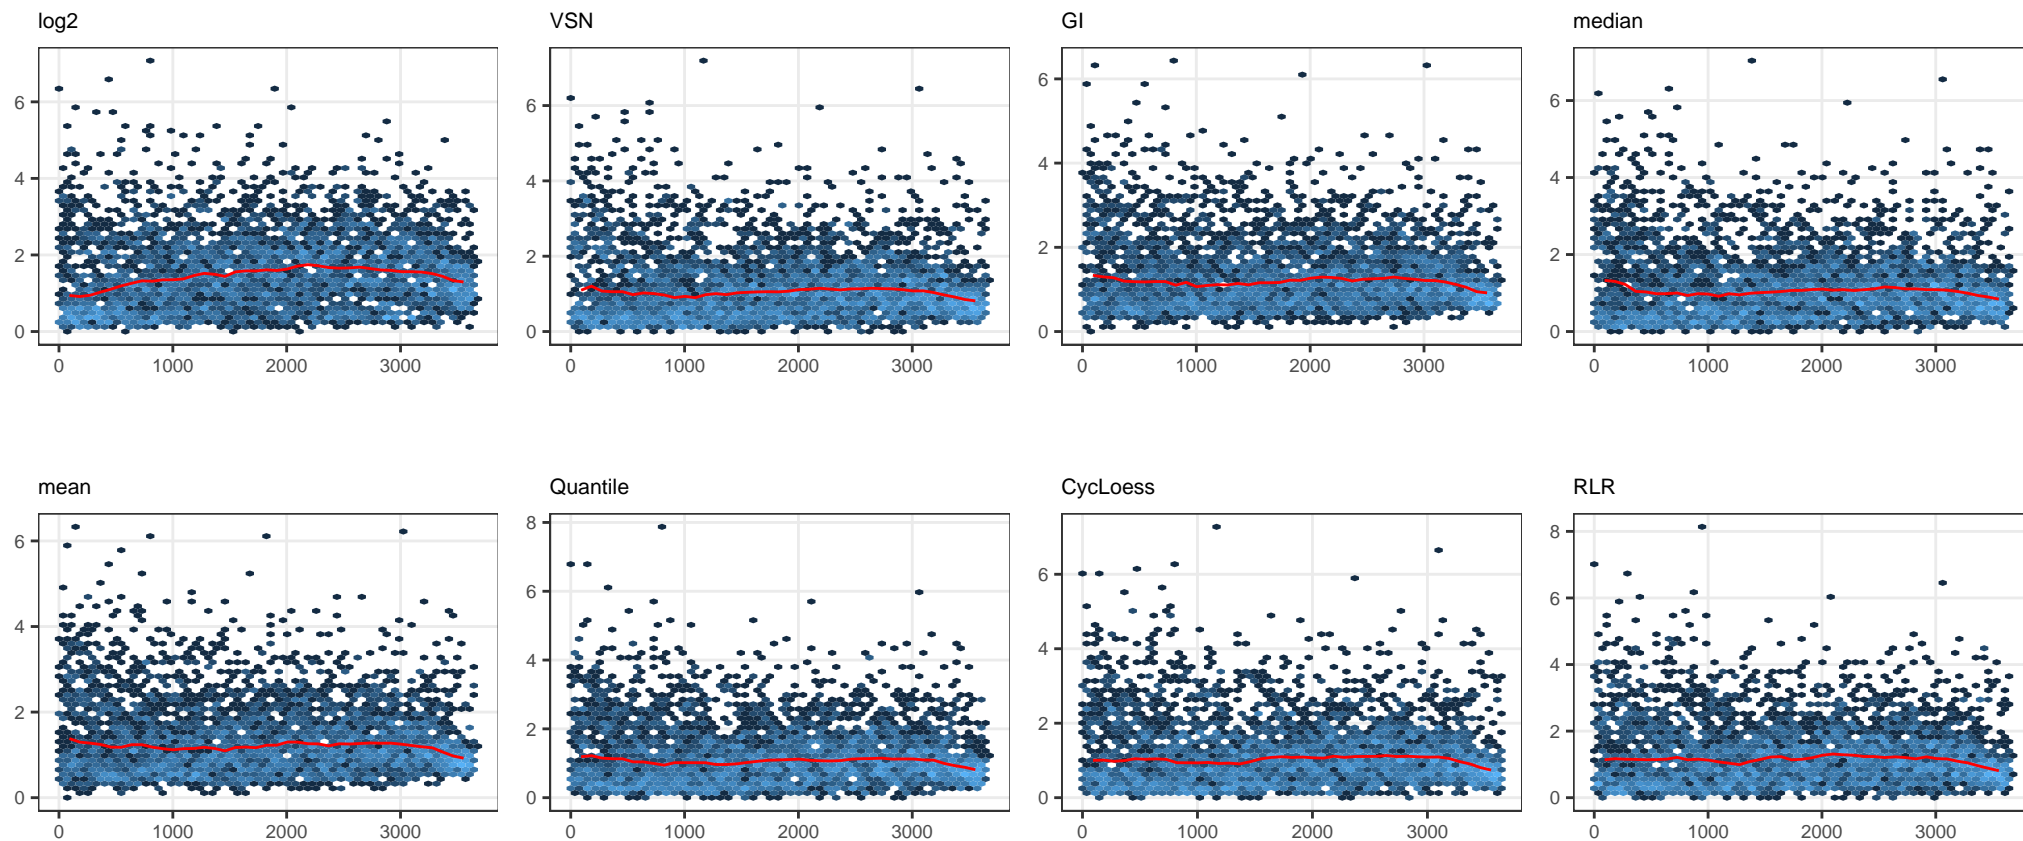 log2 VSN GI median
6 6 6 6
4 4 4 4
2 2 2 2
0 0 0 0
0 1000 2000 3000 0 1000 2000 3000 0 1000 2000 3000 0 1000 2000 3000
mean Quantile CycLoess RLR
6 8 6 8
4 6 4 6
2 4 2 4
0 2 0 2
0 0
0 1000 2000 3000 0 1000 2000 3000 0 1000 2000 3000 0 1000 2000 3000